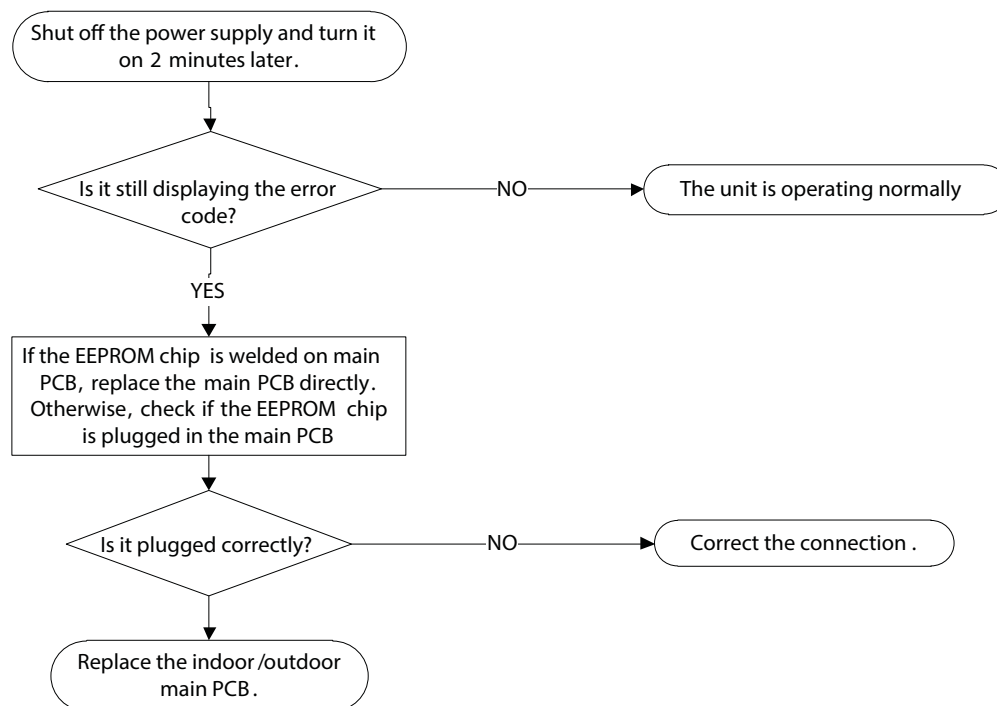 Shut off the power supply and turn it
on 2 minutes later.
Is it still displaying the error
code?
NO
The unit is operating normally
YES
If the EEPROM chip is welded on main
PCB, replace the main PCB directly.
Otherwise, check if the EEPROM chip
is plugged in the main PCB
Is it plugged correctly?
NO
Correct the connection.
Replace the indoor/outdoor
main PCB.